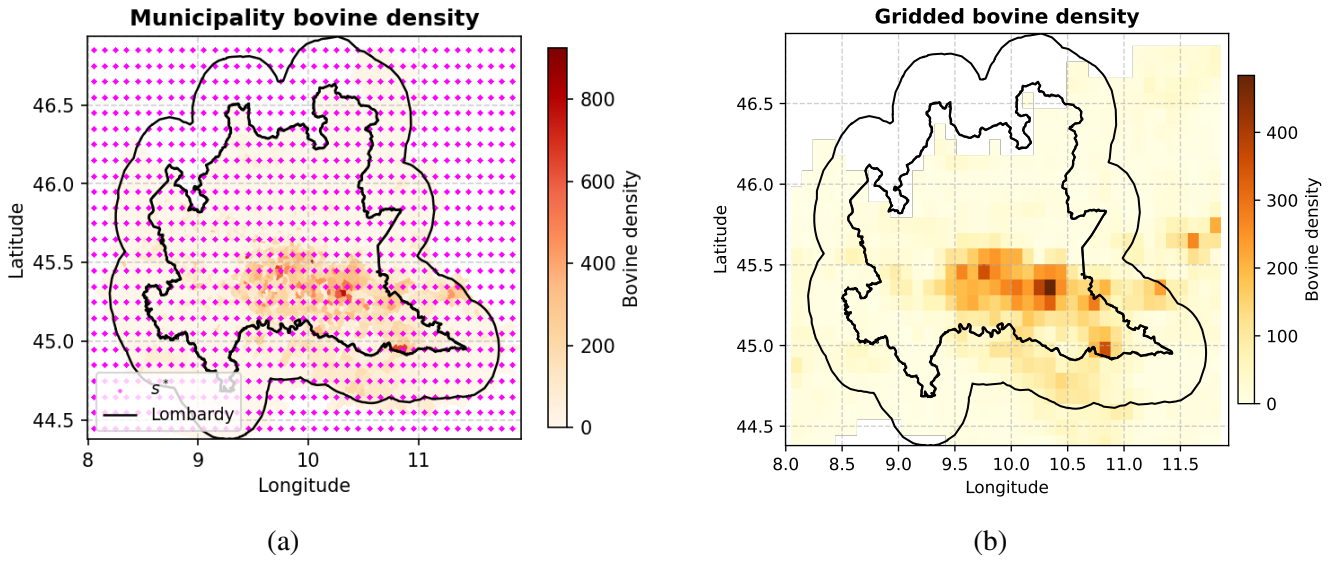 Municipality bovine density
46.5
46.0
45.5
45.0
44.5
Latitude
8
9
10
11
Longitude
s*
Lombardy
800
600
400
200
0
Bovine density
(a)
Gridded bovine density
46.5
46.0
45.5
45.0
44.5
Latitude
8.0
8.5
9.0
9.5
10.0
10.5
11.0
11.5
Longitude
400
300
200
100
0
Bovine density
(b)